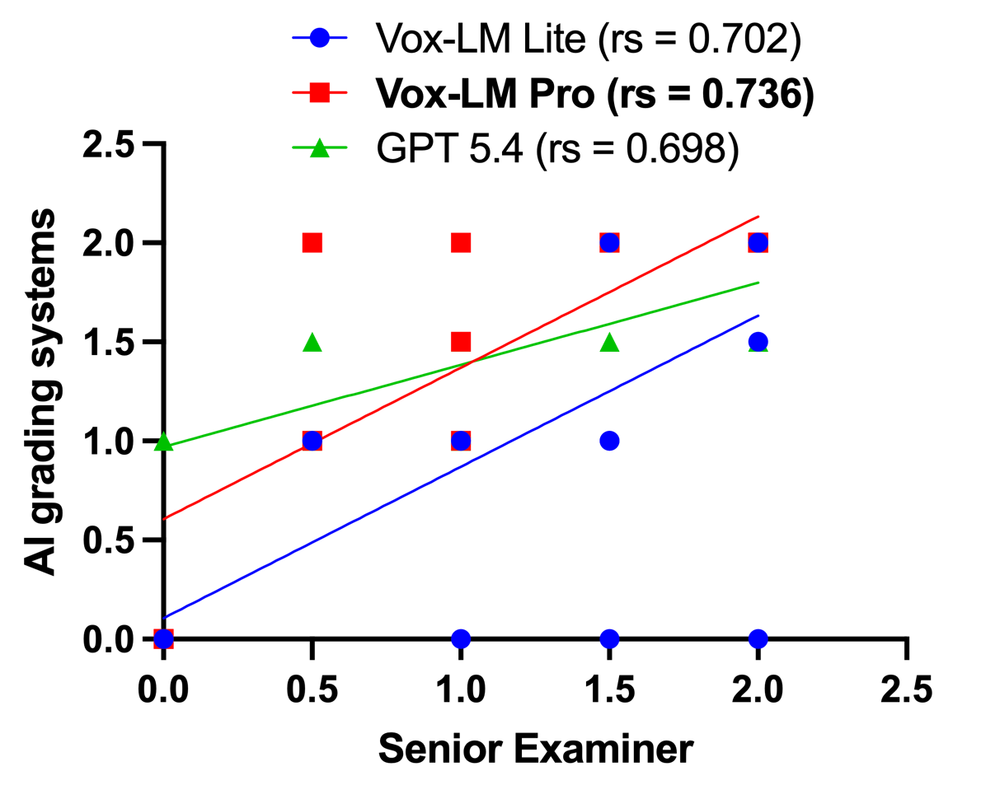 Vox-LM Lite (rs = 0.702)
Vox-LM Pro (rs = 0.736)
GPT 5.4 (rs = 0.698)
AI grading systems
2.5
2.0
1.5
1.0
0.5
0.0
0.0 0.5 1.0 1.5 2.0 2.5
Senior Examiner